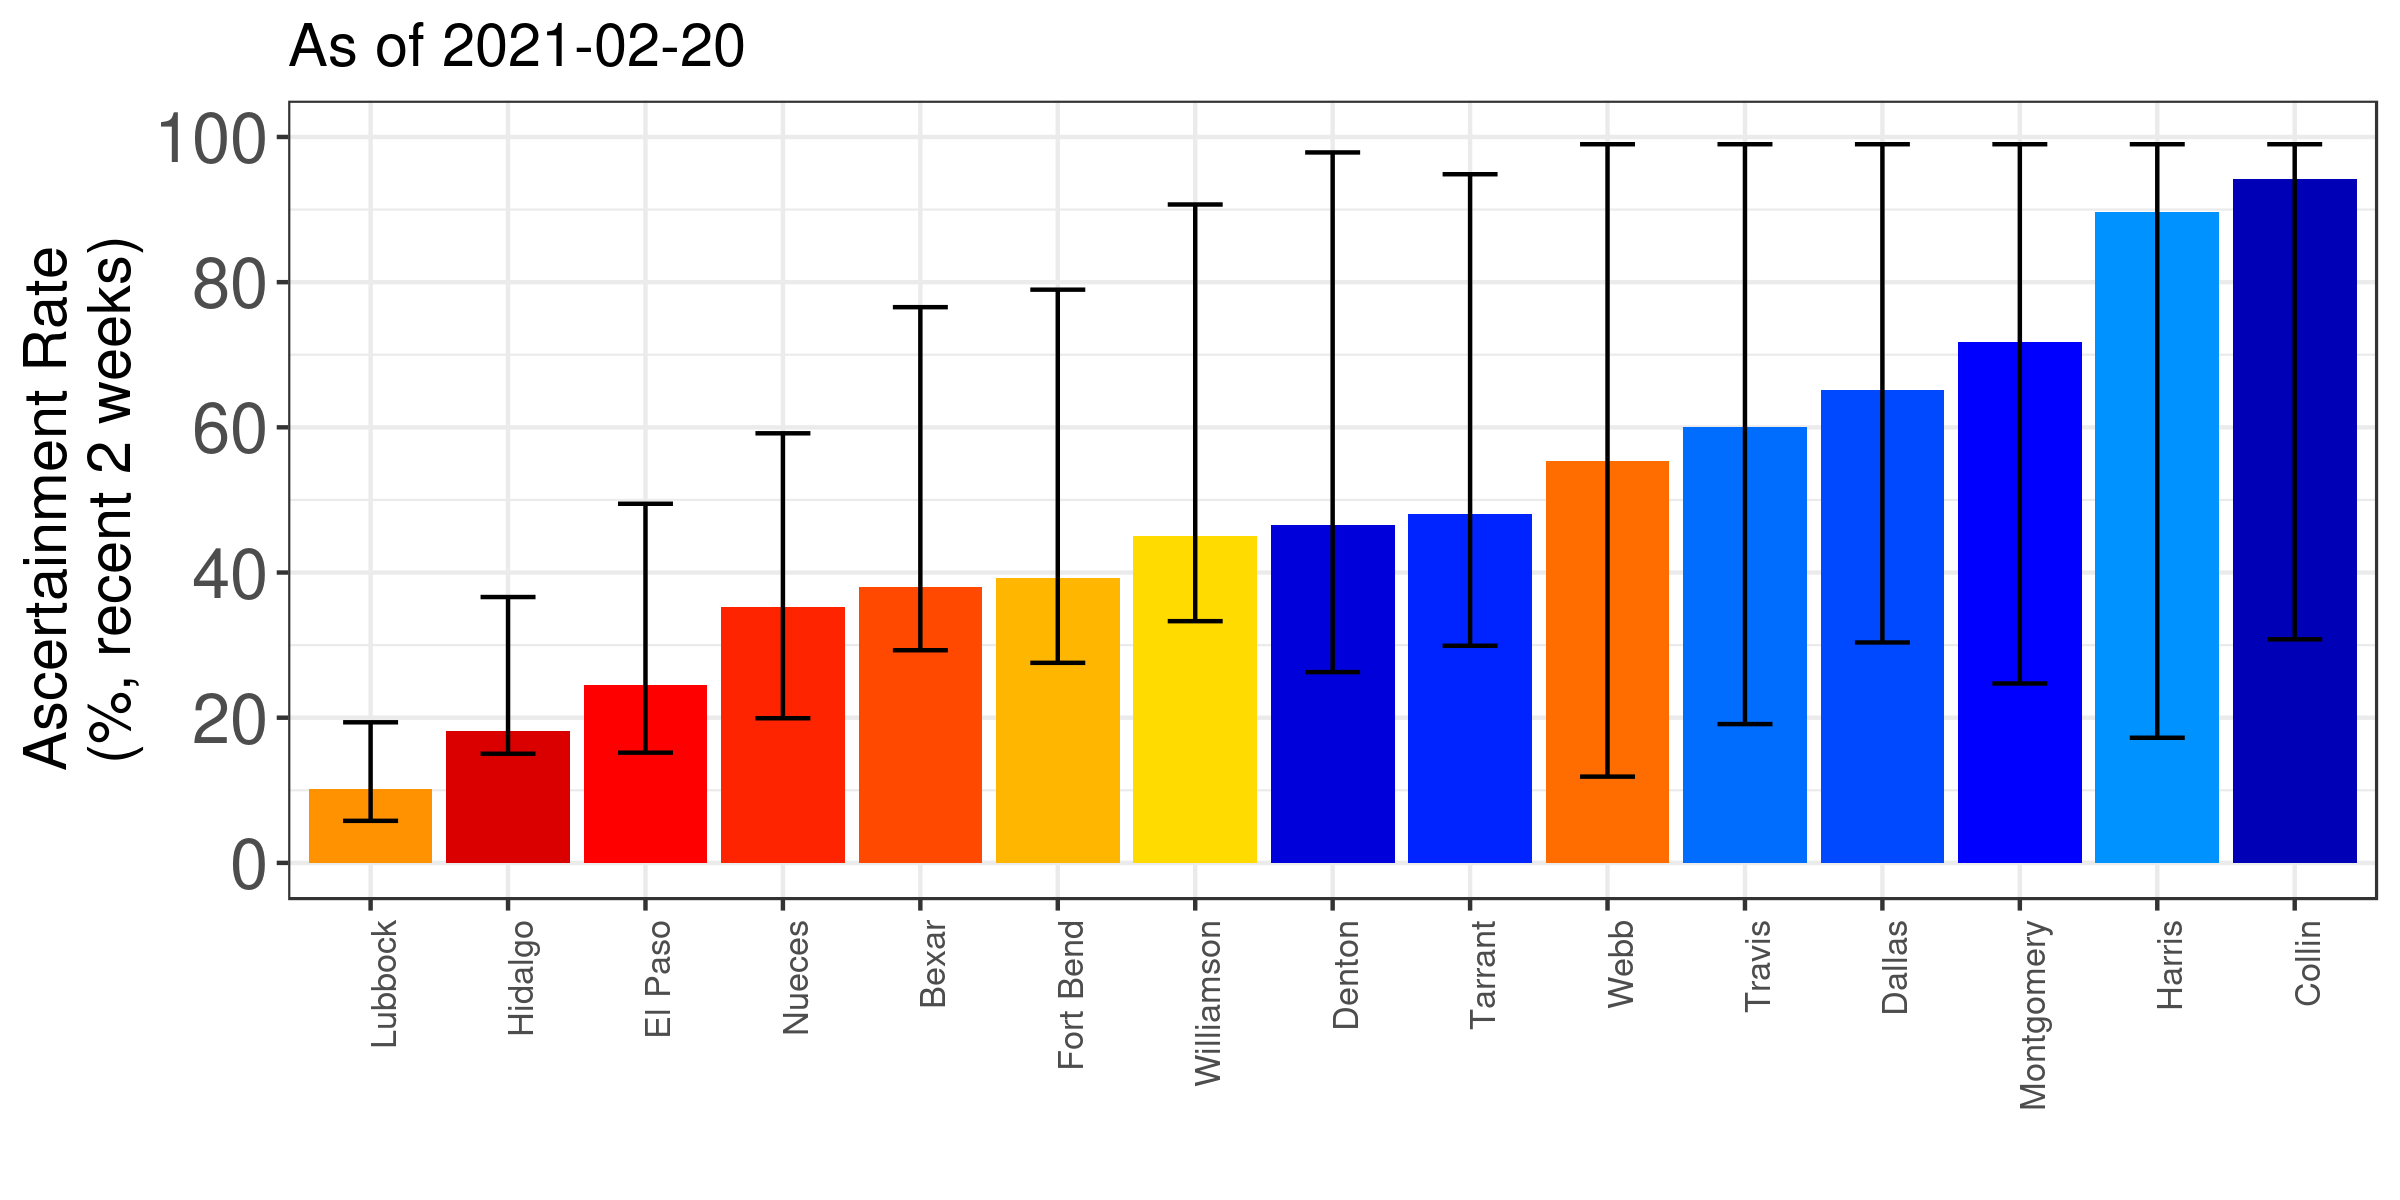 As of 2021-02-20
Ascertainment Rate
(%, recent 2 weeks)
100
80
60
40
20
0
Lubbock
Hidalgo
El Paso
Nueces
Bexar
Fort Bend
Williamson
Denton
Tarrant
Webb
Travis
Dallas
Montgomery
Harris
Collin